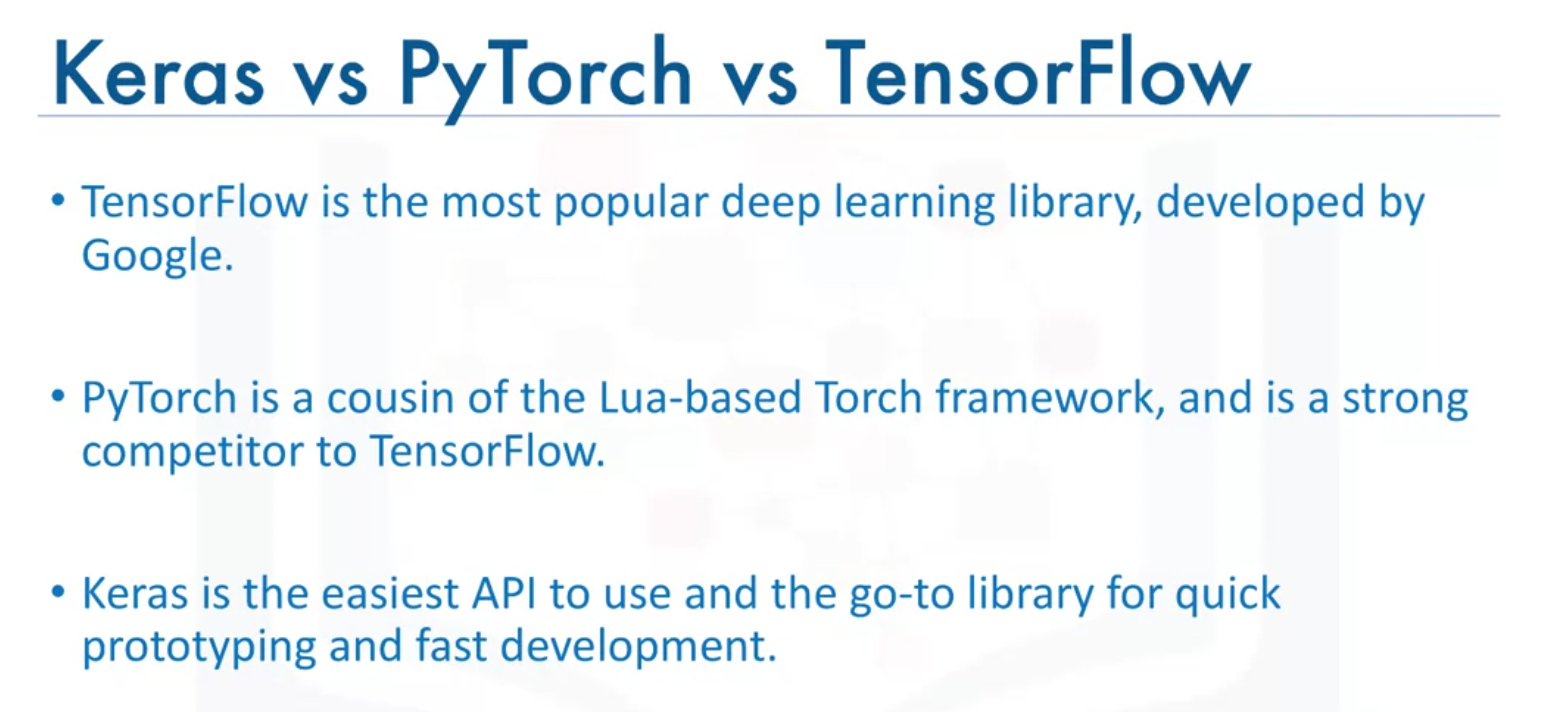 Keras vs PyTorch vs TensorFlow
• TensorFlow is the most popular deep learning library, developed by
Google.
• PyTorch is a cousin of the Lua-based Torch framework, and is a strong
competitor to TensorFlow.
• Keras is the easiest API to use and the go-to library for quick
prototyping and fast development.